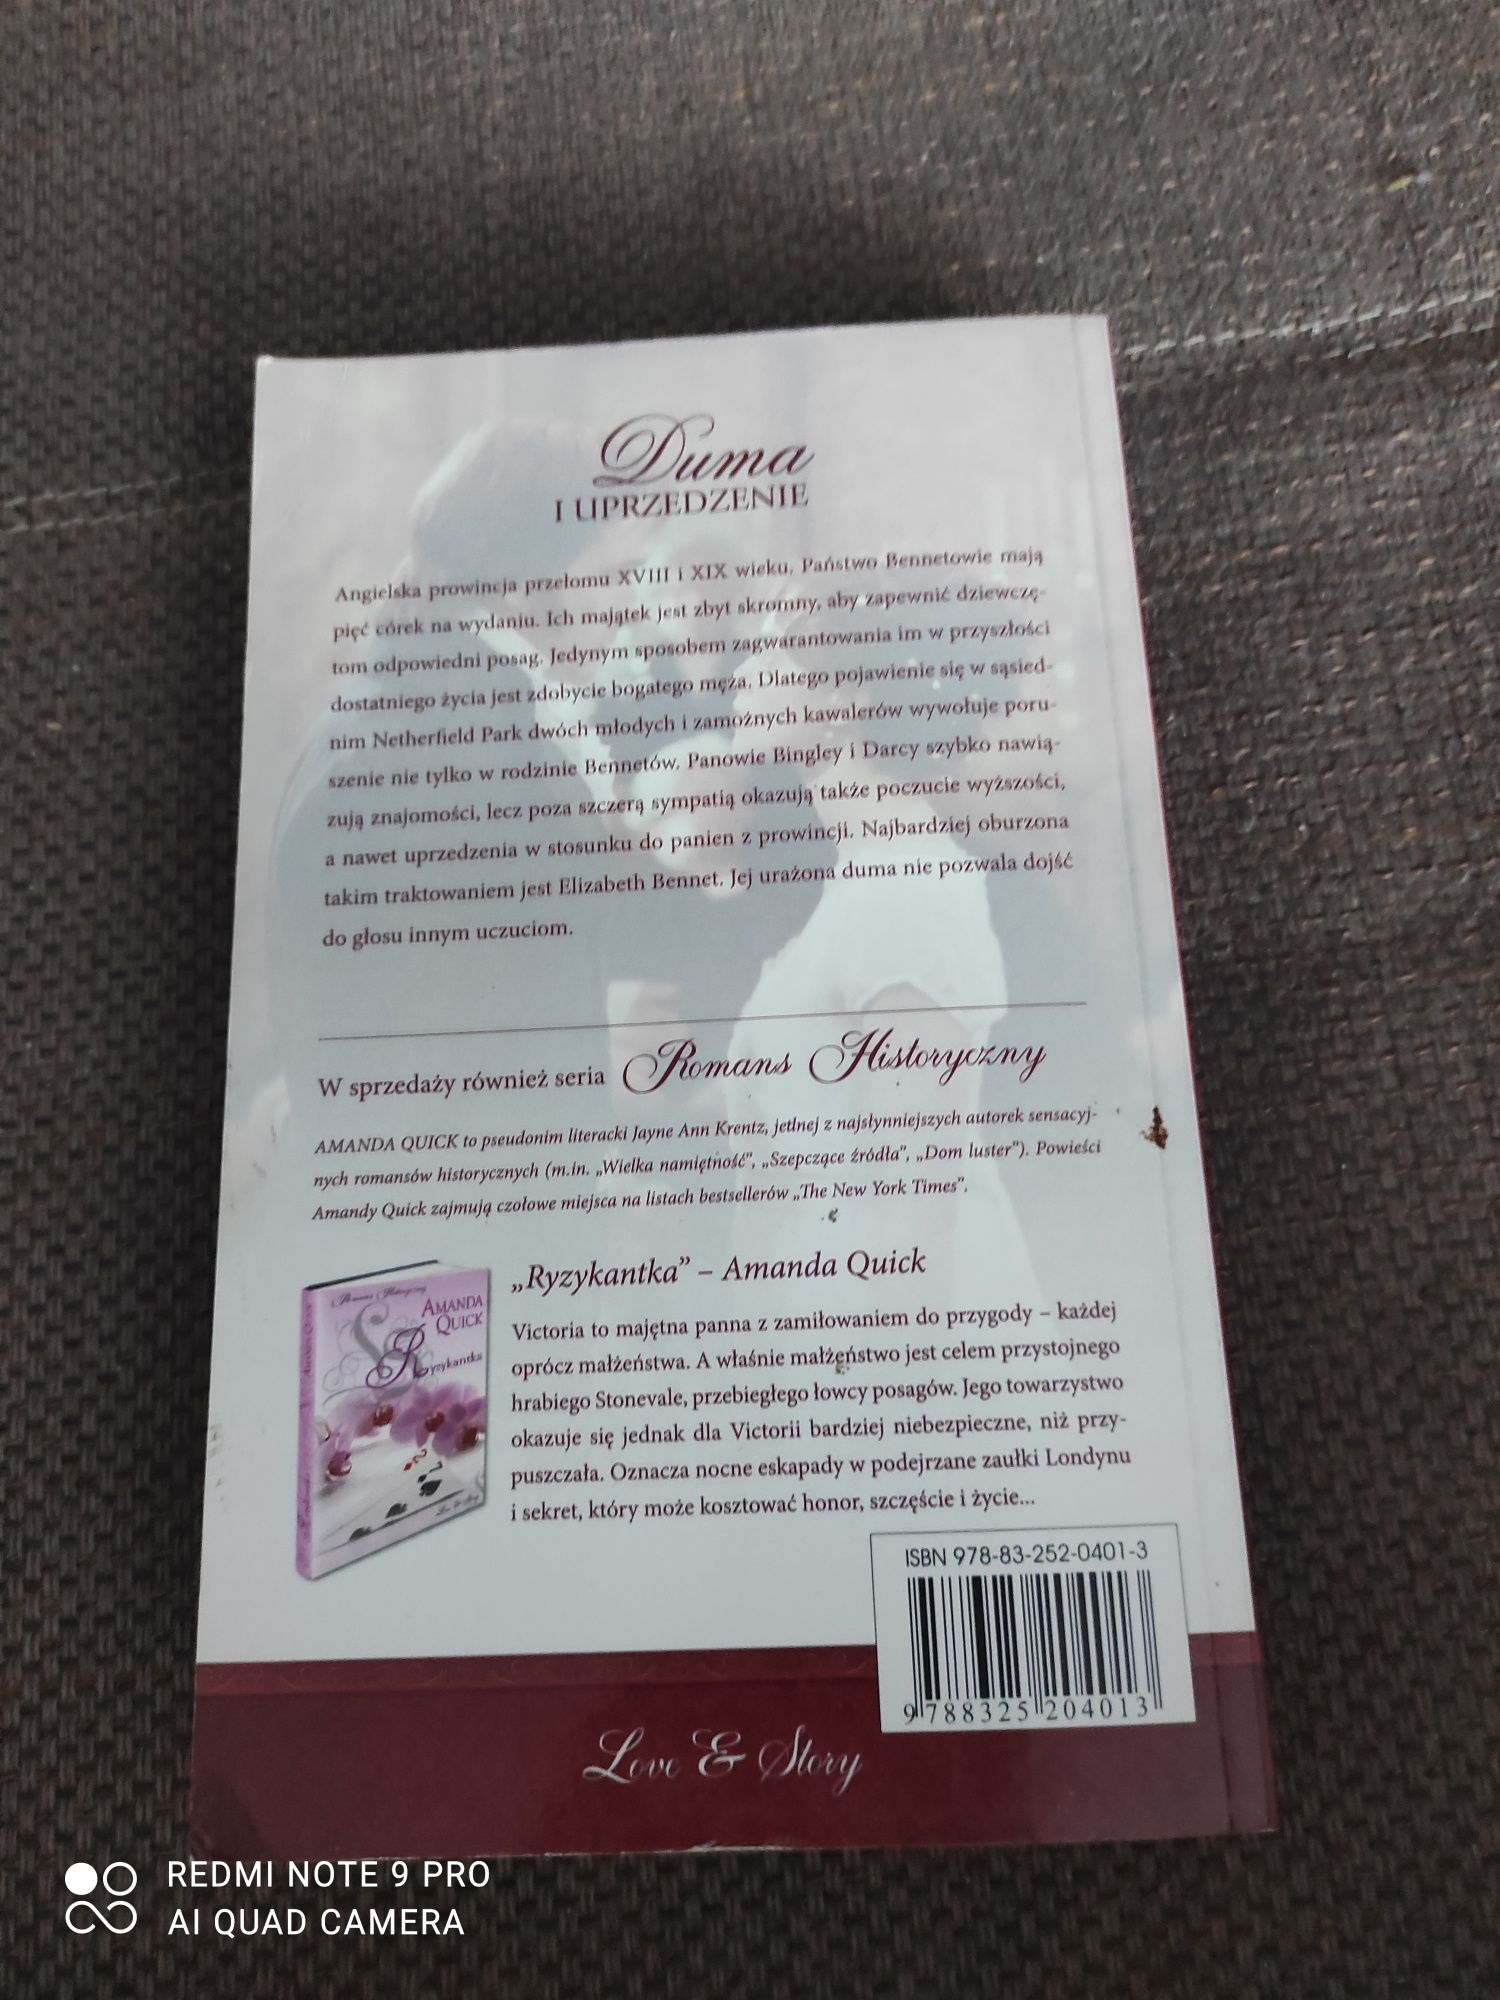 Duma
I UPRZEDZENIE
Angielska prowincja przełomu XVIII i XIX wieku. Państwo Bennetowie mają
pięć córek na wydaniu. Ich majątek jest zbyt skromny, aby zapewnić dziewczę-
tom odpowiedni posag. Jedynym sposobem zagwarantowania im w przyszłości
dostatniego życia jest zdobycie bogatego męża. Dlatego pojawienie się w sąsied-
nim Netherfield Park dwóch młodych i zamożnych kawalerów wywołuje poru-
szenie nie tylko w rodzinie Bennetów. Panowie Bingley i Darcy szybko nawią-
zują znajomości, lecz poza szczerą sympatią okazują także poczucie wyższości,
a nawet uprzedzenia w stosunku do panien z prowincji. Najbardziej oburzona
takim traktowaniem jest Elizabeth Bennet. Jej urażona duma nie pozwala dojść
do głosu innym uczuciom.
W sprzedaży również seria Romans Historyczny
AMANDA QUICK to pseudonim literacki Jayne Ann Krentz, jednej z najsłynniejszych autorek sensacyj-
nych romansów historycznych (m.in. „Wielka namiętność”, „Szepczące źródła”, „Dom luster”). Powieści
Amandy Quick zajmują czołowe miejsca na listach bestsellerów „The New York Times”.
„Ryzykantka” – Amanda Quick
Victoria to majętna panna z zamiłowaniem do przygody – każdej
oprócz małżeństwa. A właśnie małżeństwo jest celem przystojnego
hrabiego Stonevale, przebiegłego łowcy posagów. Jego towarzystwo
okazuje się jednak dla Victorii bardziej niebezpieczne, niż przy-
puszczała. Oznacza nocne eskapady w podejrzane zaułki Londynu
i sekret, który może kosztować honor, szczęście i życie...
Romans Historyczny
AMANDA
QUICK
Ryzykantka
ISBN 978-83-252-0401-3
9 788325 204013
Love & Story
REDMI NOTE 9 PRO
AI QUAD CAMERA